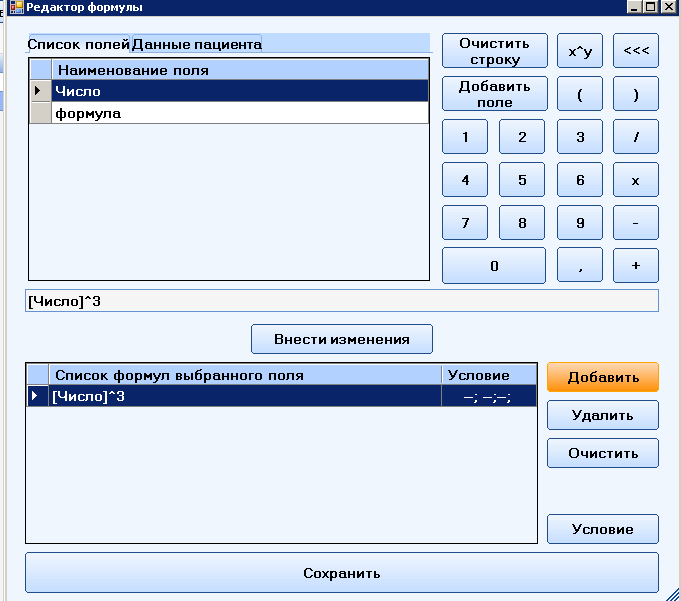 Редактор формулы
Список полей Данные пациента
Наименование поля
Число
формула
Очистить
строку
x^y
<<<
Добавить
поле
(
)
1
2
3
/
4
5
6
x
7
8
9
-
0
,
+
[Число]^3
Внести изменения
Список формул выбранного поля
Условие
[Число]^3
–; –;–;
Добавить
Удалить
Очистить
Условие
Сохранить